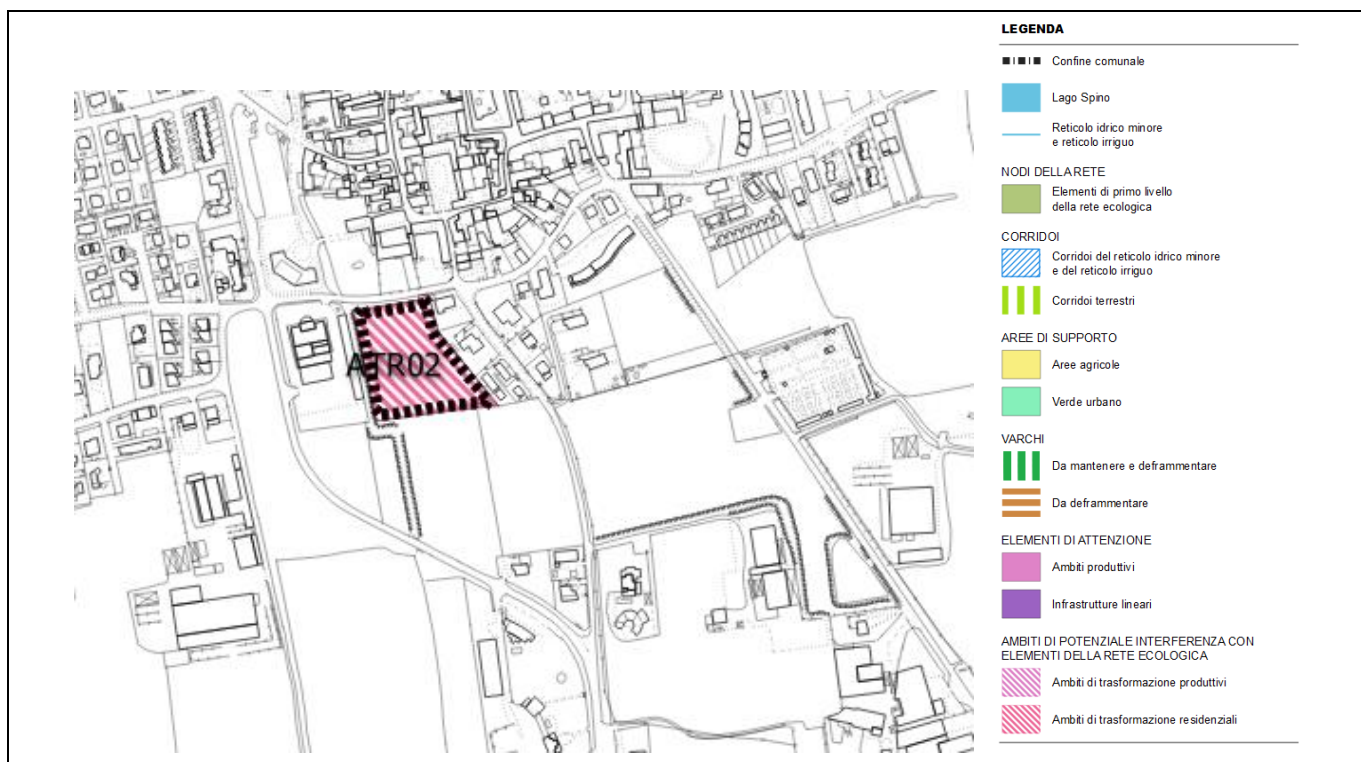 LEGENDA
Confine comunale
Lago Spino
Reticolo idrico minore
e reticolo irriguo
NODI DELLA RETE
Elementi di primo livello
della rete ecologica
CORRIDOI
Corridoi del reticolo idrico minore
e del reticolo irriguo
Corridoi terrestri
AREE DI SUPPORTO
Aree agricole
Verde urbano
VARCHI
Da mantenere e deframmentare
Da deframmentare
ELEMENTI DI ATTENZIONE
Ambiti produttivi
Infrastrutture lineari
AMBITI DI POTENZIALE INTERFERENZA CON
ELEMENTI DELLA RETE ECOLOGICA
Ambiti di trasformazione produttivi
Ambiti di trasformazione residenziali
ATR02